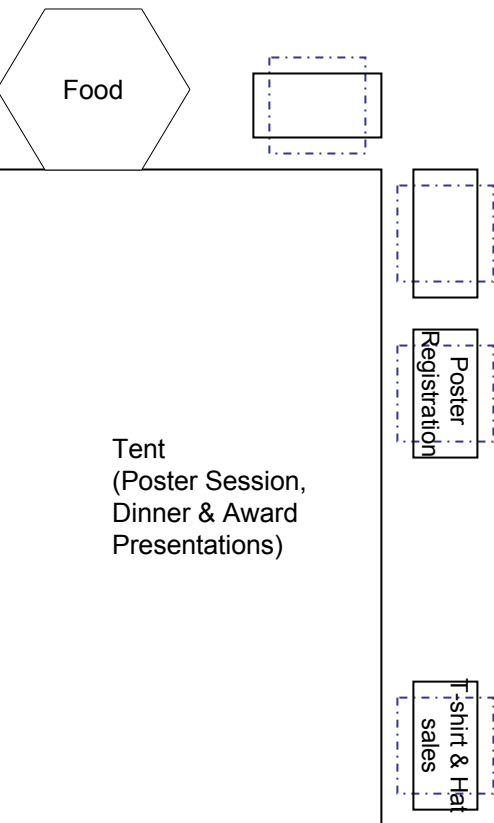 Food
Poster
Registration
Tent
(Poster Session,
Dinner & Award
Presentations)
T-shirt & Hat
sales